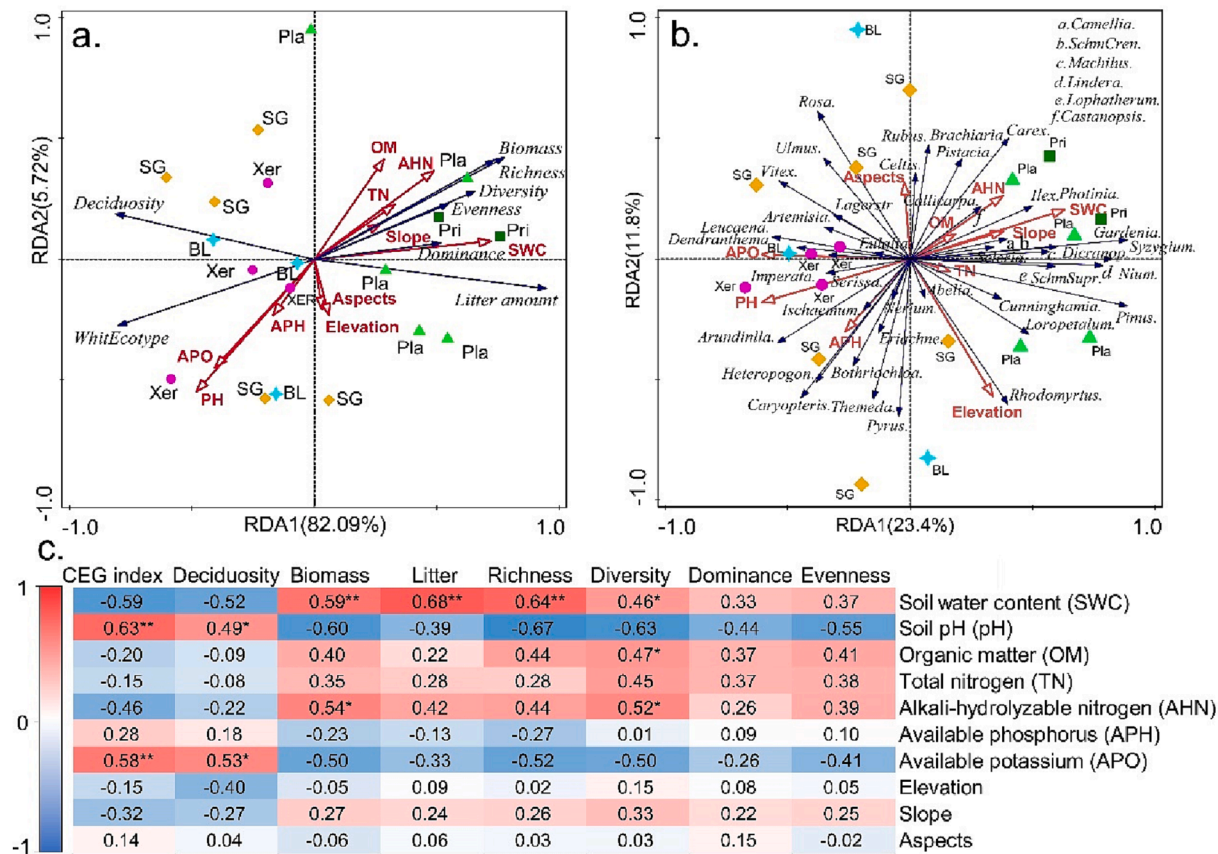 a.
1.0
Pla
SG
SG
Xer
SG
Deciduosity
BL
Xer
BL
XER
WhitEcotype
APO
Xer
PH
SG
BL
SG
APH
Aspects
Elevation
OM
AHN
TN
Pla
Biomass
Richness
Diversity
Evenness
Slope
Pri
Pri
SWC
Dominance
Pla
Litter amount
Pla
Pla
RDA2(5.72%)
-1.0
-1.0
RDA1(82.09%)
1.0
b.
1.0
BL
SG
a.Camellia.
b.SchmCren.
c.Machilus.
d.Lindera.
e.Lophatherum.
f.Castanopsis.
Rosa.
Rubus.
Brachiaria.
Carex.
Pri
Ulmus.
SG
Celtis.
Pistacia.
Pla
Vitex.
SG
Aspects
AHN
Lagarstr
Callicarpa.
f
Ilex.
Photinia.
SWC
Pri
Artemisia.
OM
Slope
Pla
Leucaena.
Gardenia.
Dendranthema.
a
b
Syzygium.
BL
APO
Xer
Xer
c.
Dicranop.
TN
e
SchmSupr.
d.
Nium.
Imperata.
Serissa.
Xer
Xer
PH
Abelia.
Cunninghamia.
Pinus.
Ischaemum.
Nerium.
Loropetalum.
Arundinlla.
APH
Eriachne.
SG
Pla
Pla
SG
Heteropogon.
Bothriochloa.
Rhodomyrtus.
Elevation
Caryopteris.
Themeda.
Pyrus.
BL
SG
RDA2(11.8%)
-1.0
-1.0
RDA1(23.4%)
1.0
c.
CEG index Deciduosity Biomass Litter Richness Diversity Dominance Evenness
1
0
-1
-0.59 -0.52 0.59** 0.68** 0.64** 0.46* 0.33 0.37 Soil water content (SWC)
0.63** 0.49* -0.60 -0.39 -0.67 -0.63 -0.44 -0.55 Soil pH (pH)
-0.20 -0.09 0.40 0.22 0.44 0.47* 0.37 0.41 Organic matter (OM)
-0.15 -0.08 0.35 0.28 0.28 0.45 0.37 0.38 Total nitrogen (TN)
-0.46 -0.22 0.54* 0.42 0.44 0.52* 0.26 0.39 Alkali-hydrolyzable nitrogen (AHN)
0.28 0.18 -0.23 -0.13 -0.27 0.01 0.09 0.10 Available phosphorus (APH)
0.58** 0.53* -0.50 -0.33 -0.52 -0.50 -0.26 -0.41 Available potassium (APO)
-0.15 -0.40 -0.05 0.09 0.02 0.15 0.08 0.05 Elevation
-0.32 -0.27 0.27 0.24 0.26 0.33 0.22 0.25 Slope
0.14 0.04 -0.06 0.06 0.03 0.03 0.15 -0.02 Aspects